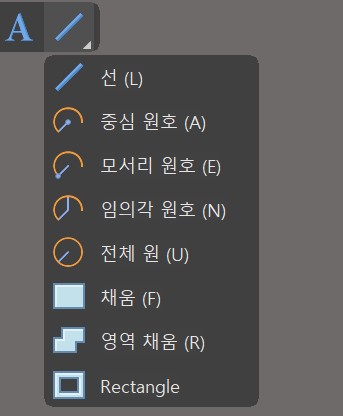 A
선 (L)
중심 원호 (A)
모서리 원호 (E)
임의각 원호 (N)
전체 원 (U)
채움 (F)
영역 채움 (R)
Rectangle